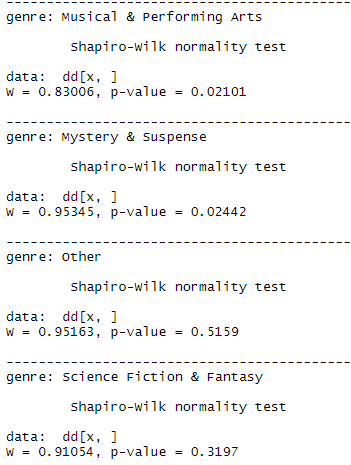 --------------------------------------------
genre: Musical & Performing Arts
Shapiro-Wilk normality test
data:  dd[x, ]
W = 0.83006, p-value = 0.02101
--------------------------------------------
genre: Mystery & Suspense
Shapiro-Wilk normality test
data:  dd[x, ]
W = 0.95345, p-value = 0.02442
--------------------------------------------
genre: Other
Shapiro-Wilk normality test
data:  dd[x, ]
W = 0.95163, p-value = 0.5159
--------------------------------------------
genre: Science Fiction & Fantasy
Shapiro-Wilk normality test
data:  dd[x, ]
W = 0.91054, p-value = 0.3197